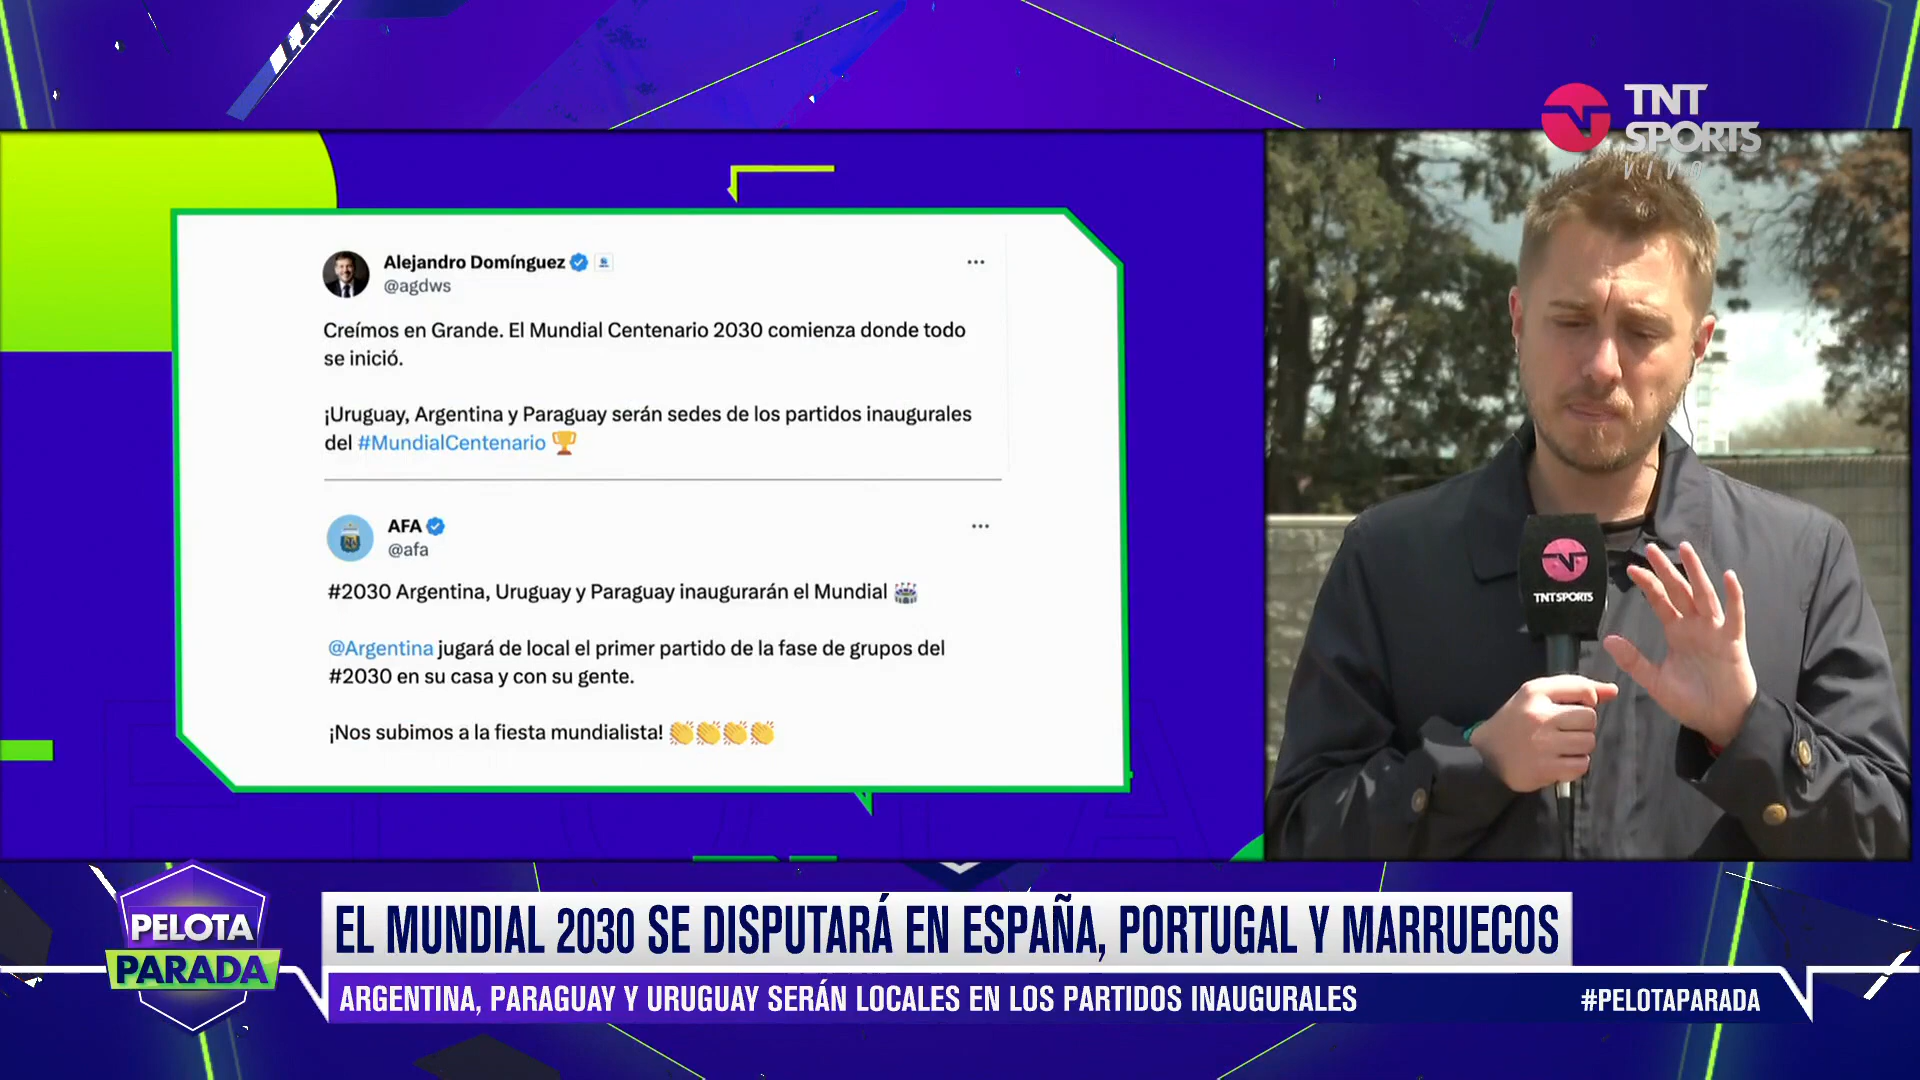 TNT
SPORTS
VIVO
Alejandro Domínguez
@agdws
Creímos en Grande. El Mundial Centenario 2030 comienza donde todo
se inició.
¡Uruguay, Argentina y Paraguay serán sedes de los partidos inaugurales
del #MundialCentenario 🏆
AFA
@afa
#2030 Argentina, Uruguay y Paraguay inaugurarán el Mundial 🏟️
@Argentina jugará de local el primer partido de la fase de grupos del
#2030 en su casa y con su gente.
¡Nos subimos a la fiesta mundialista! 👏👏👏👏
TNT SPORTS
PELOTA
PARADA
EL MUNDIAL 2030 SE DISPUTARÁ EN ESPAÑA, PORTUGAL Y MARRUECOS
ARGENTINA, PARAGUAY Y URUGUAY SERÁN LOCALES EN LOS PARTIDOS INAUGURALES
#PELOTAPARADA